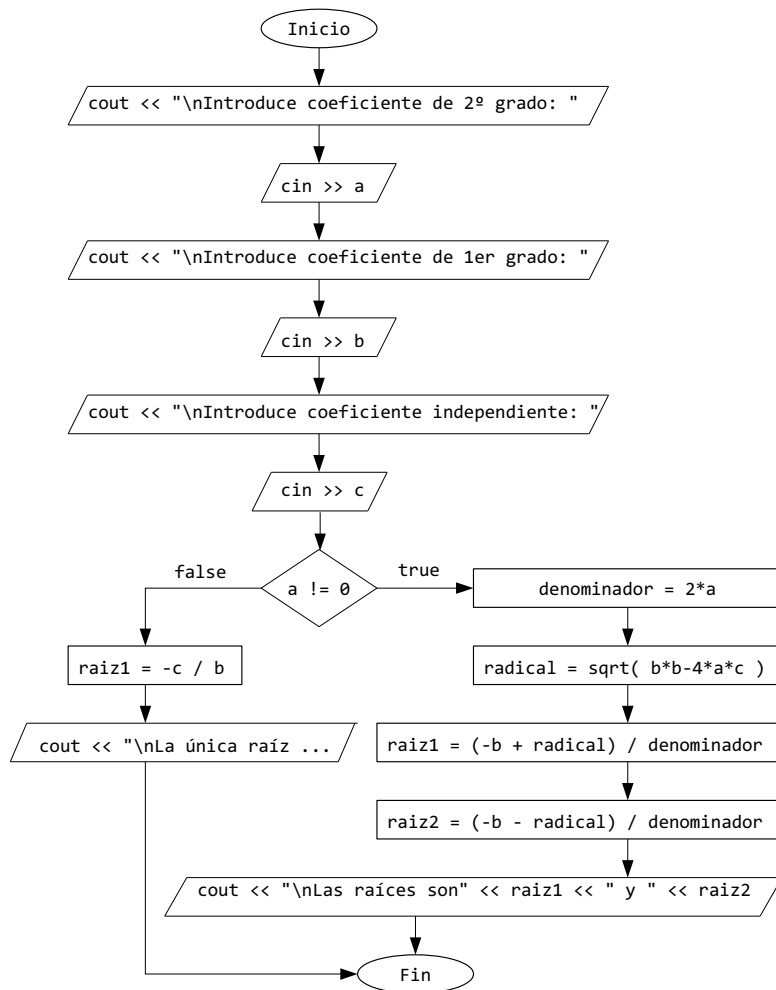 Inicio
cout << "\nIntroduce coeficiente de 2º grado: "
cin >> a
cout << "\nIntroduce coeficiente de 1er grado: "
cin >> b
cout << "\nIntroduce coeficiente independiente: "
cin >> c
false
a != 0
true
denominador = 2*a
raiz1 = -c / b
radical = sqrt( b*b-4*a*c )
cout << "\nLa única raíz ...
raiz1 = (-b + radical) / denominador
raiz2 = (-b - radical) / denominador
cout << "\nLas raíces son" << raiz1 << " y " << raiz2
Fin